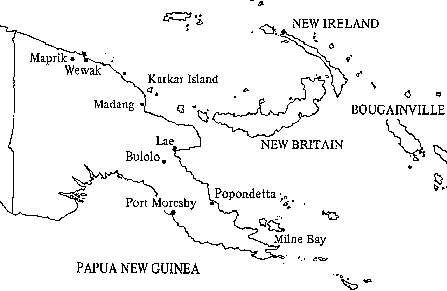 NEW IRELAND
Maprik
Wewak
Karkar Island
Madang
BOUGAINVILLE
Lae
NEW BRITAIN
Bulolo
Popondetta
Port Moresby
Milne Bay
PAPUA NEW GUINEA